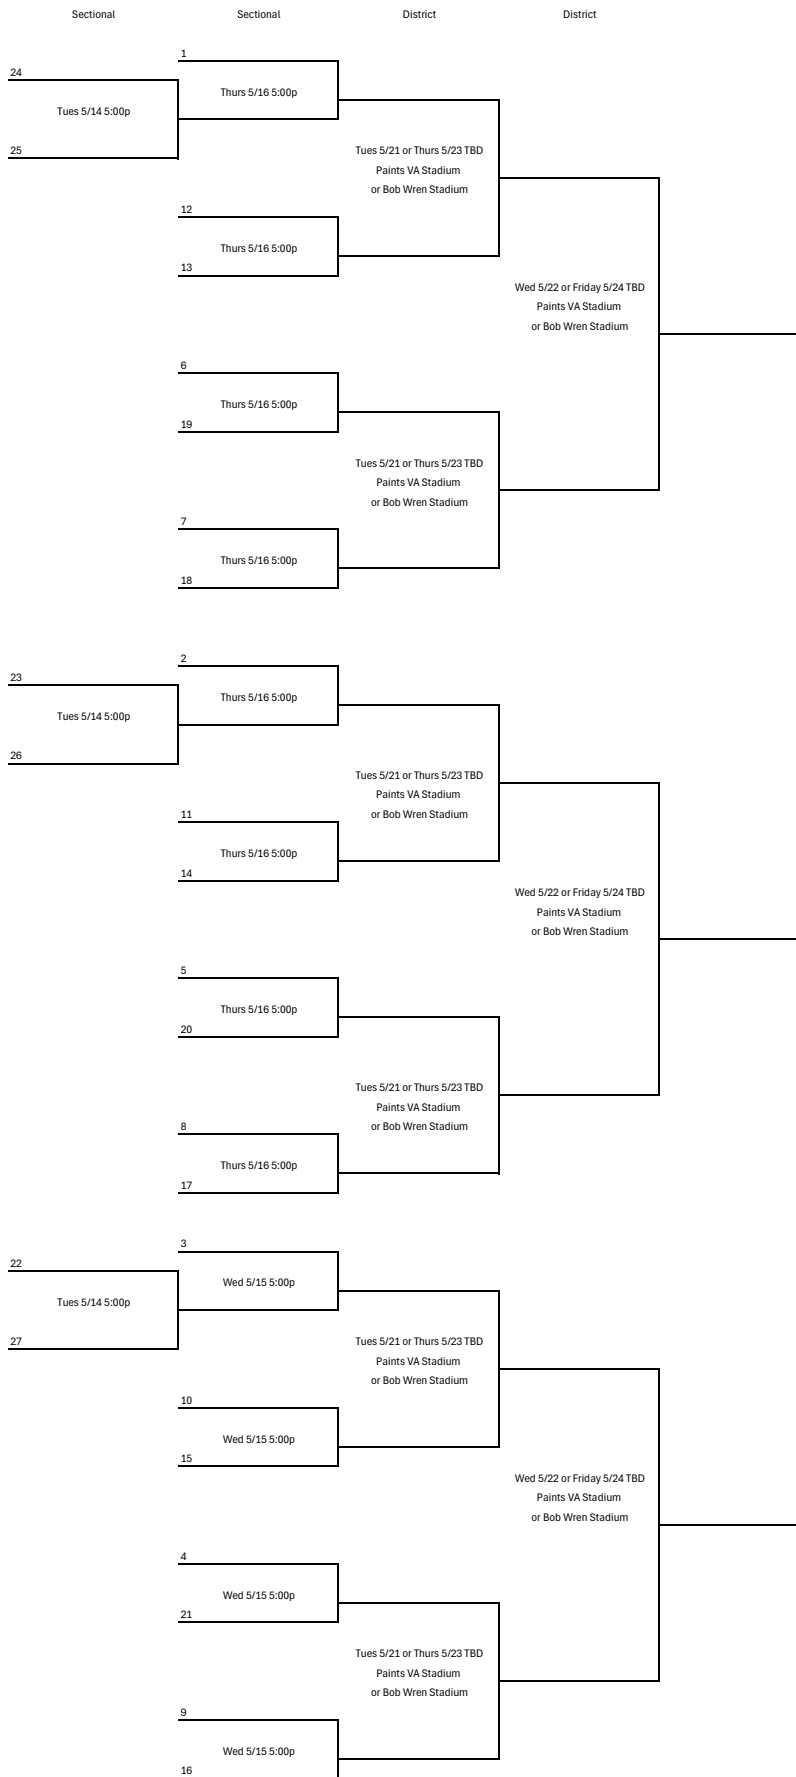 Sectional
Sectional
District
District
1
24
Thurs 5/16 5:00p
Tues 5/14 5:00p
25
Tues 5/21 or Thurs 5/23 TBD
Paints VA Stadium
or Bob Wren Stadium
12
Thurs 5/16 5:00p
13
Wed 5/22 or Friday 5/24 TBD
Paints VA Stadium
or Bob Wren Stadium
6
Thurs 5/16 5:00p
19
Tues 5/21 or Thurs 5/23 TBD
Paints VA Stadium
or Bob Wren Stadium
7
Thurs 5/16 5:00p
18
2
23
Thurs 5/16 5:00p
Tues 5/14 5:00p
26
Tues 5/21 or Thurs 5/23 TBD
Paints VA Stadium
or Bob Wren Stadium
11
Thurs 5/16 5:00p
14
Wed 5/22 or Friday 5/24 TBD
Paints VA Stadium
or Bob Wren Stadium
5
Thurs 5/16 5:00p
20
Tues 5/21 or Thurs 5/23 TBD
Paints VA Stadium
or Bob Wren Stadium
8
Thurs 5/16 5:00p
17
3
22
Wed 5/15 5:00p
Tues 5/14 5:00p
27
Tues 5/21 or Thurs 5/23 TBD
Paints VA Stadium
or Bob Wren Stadium
10
Wed 5/15 5:00p
15
Wed 5/22 or Friday 5/24 TBD
Paints VA Stadium
or Bob Wren Stadium
4
Wed 5/15 5:00p
21
Tues 5/21 or Thurs 5/23 TBD
Paints VA Stadium
or Bob Wren Stadium
9
Wed 5/15 5:00p
16